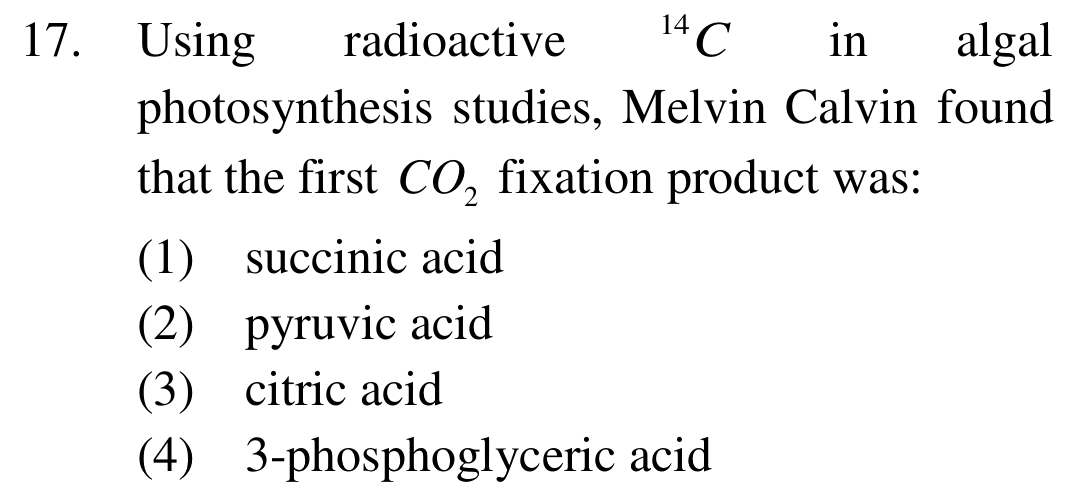 17. Using radioactive ¹⁴C in algal
photosynthesis studies, Melvin Calvin found
that the first CO₂ fixation product was:
(1) succinic acid
(2) pyruvic acid
(3) citric acid
(4) 3-phosphoglyceric acid